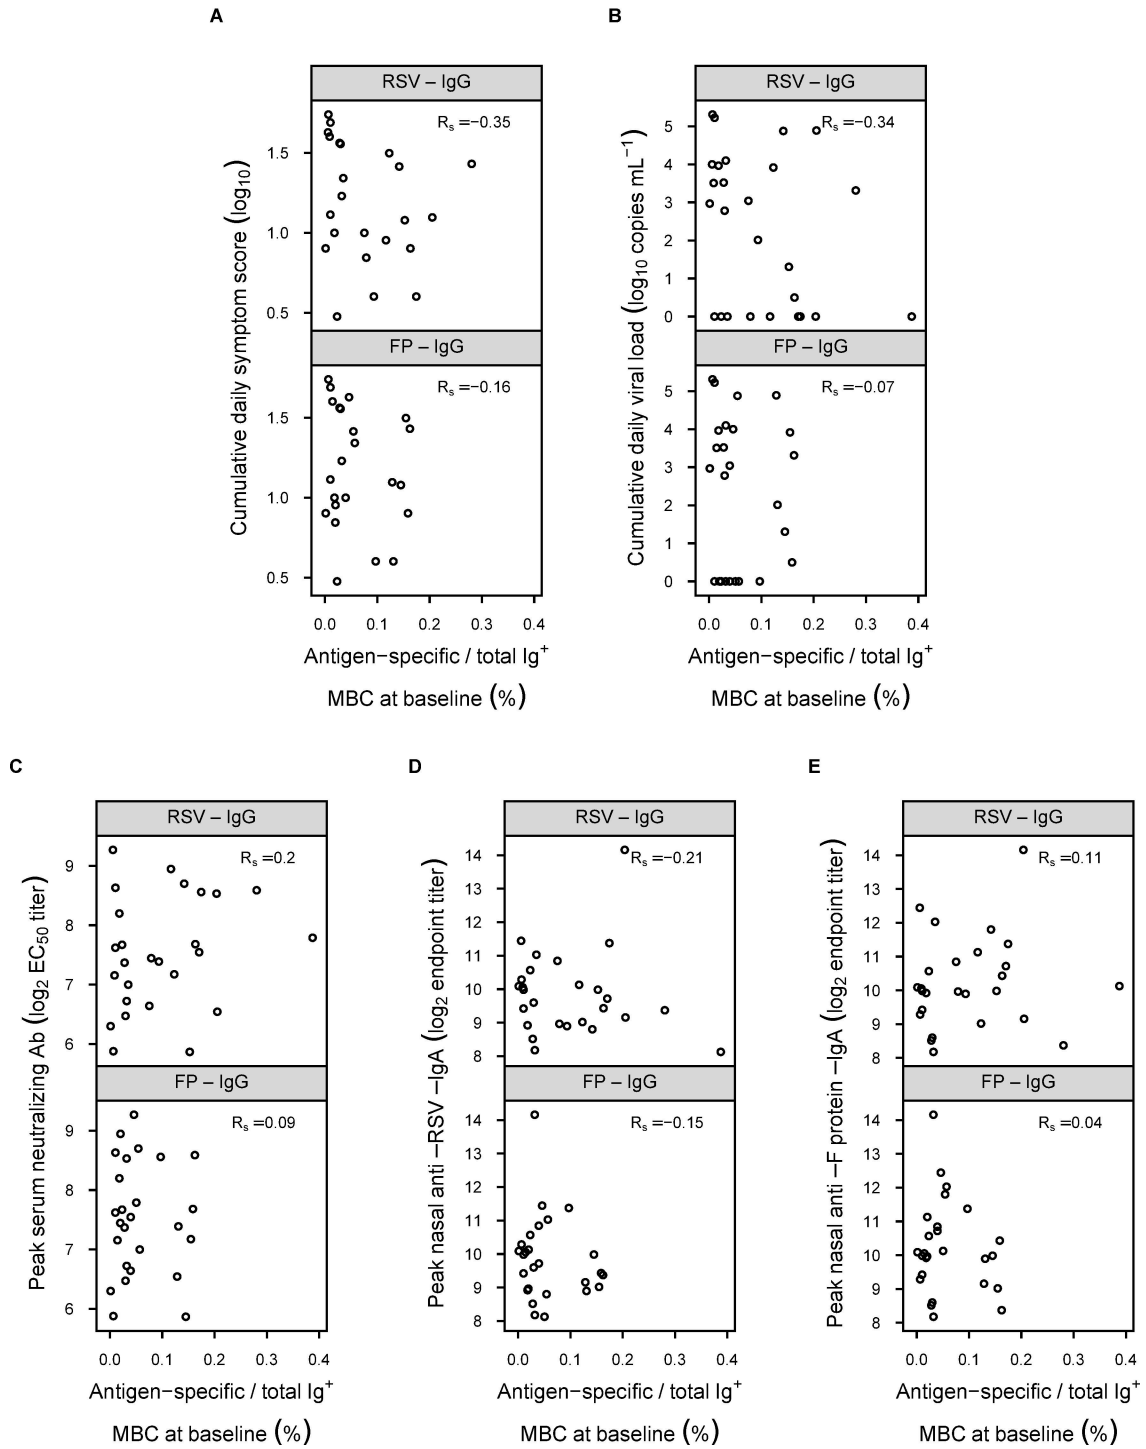 A
RSV – IgG
R_s =−0.35
1.5
1.0
0.5
FP – IgG
R_s =−0.16
1.5
1.0
0.5
Cumulative daily symptom score (log_10)
0.0 0.1 0.2 0.3 0.4
Antigen−specific / total Ig^+
MBC at baseline (%)
B
RSV – IgG
R_s =−0.34
5
4
3
2
1
0
FP – IgG
R_s =−0.07
5
4
3
2
1
0
Cumulative daily viral load (log_10 copies mL^−1)
0.0 0.1 0.2 0.3 0.4
Antigen−specific / total Ig^+
MBC at baseline (%)
C
RSV – IgG
R_s =0.2
9
8
7
6
FP – IgG
R_s =0.09
9
8
7
6
Peak serum neutralizing Ab (log_2 EC_50 titer)
0.0 0.1 0.2 0.3 0.4
Antigen−specific / total Ig^+
MBC at baseline (%)
D
RSV – IgG
R_s =−0.21
14
13
12
11
10
9
8
FP – IgG
R_s =−0.15
14
13
12
11
10
9
8
Peak nasal anti −RSV −IgA (log_2 endpoint titer)
0.0 0.1 0.2 0.3 0.4
Antigen−specific / total Ig^+
MBC at baseline (%)
E
RSV – IgG
R_s =0.11
14
13
12
11
10
9
8
FP – IgG
R_s =0.04
14
13
12
11
10
9
8
Peak nasal anti −F protein −IgA (log_2 endpoint titer)
0.0 0.1 0.2 0.3 0.4
Antigen−specific / total Ig^+
MBC at baseline (%)